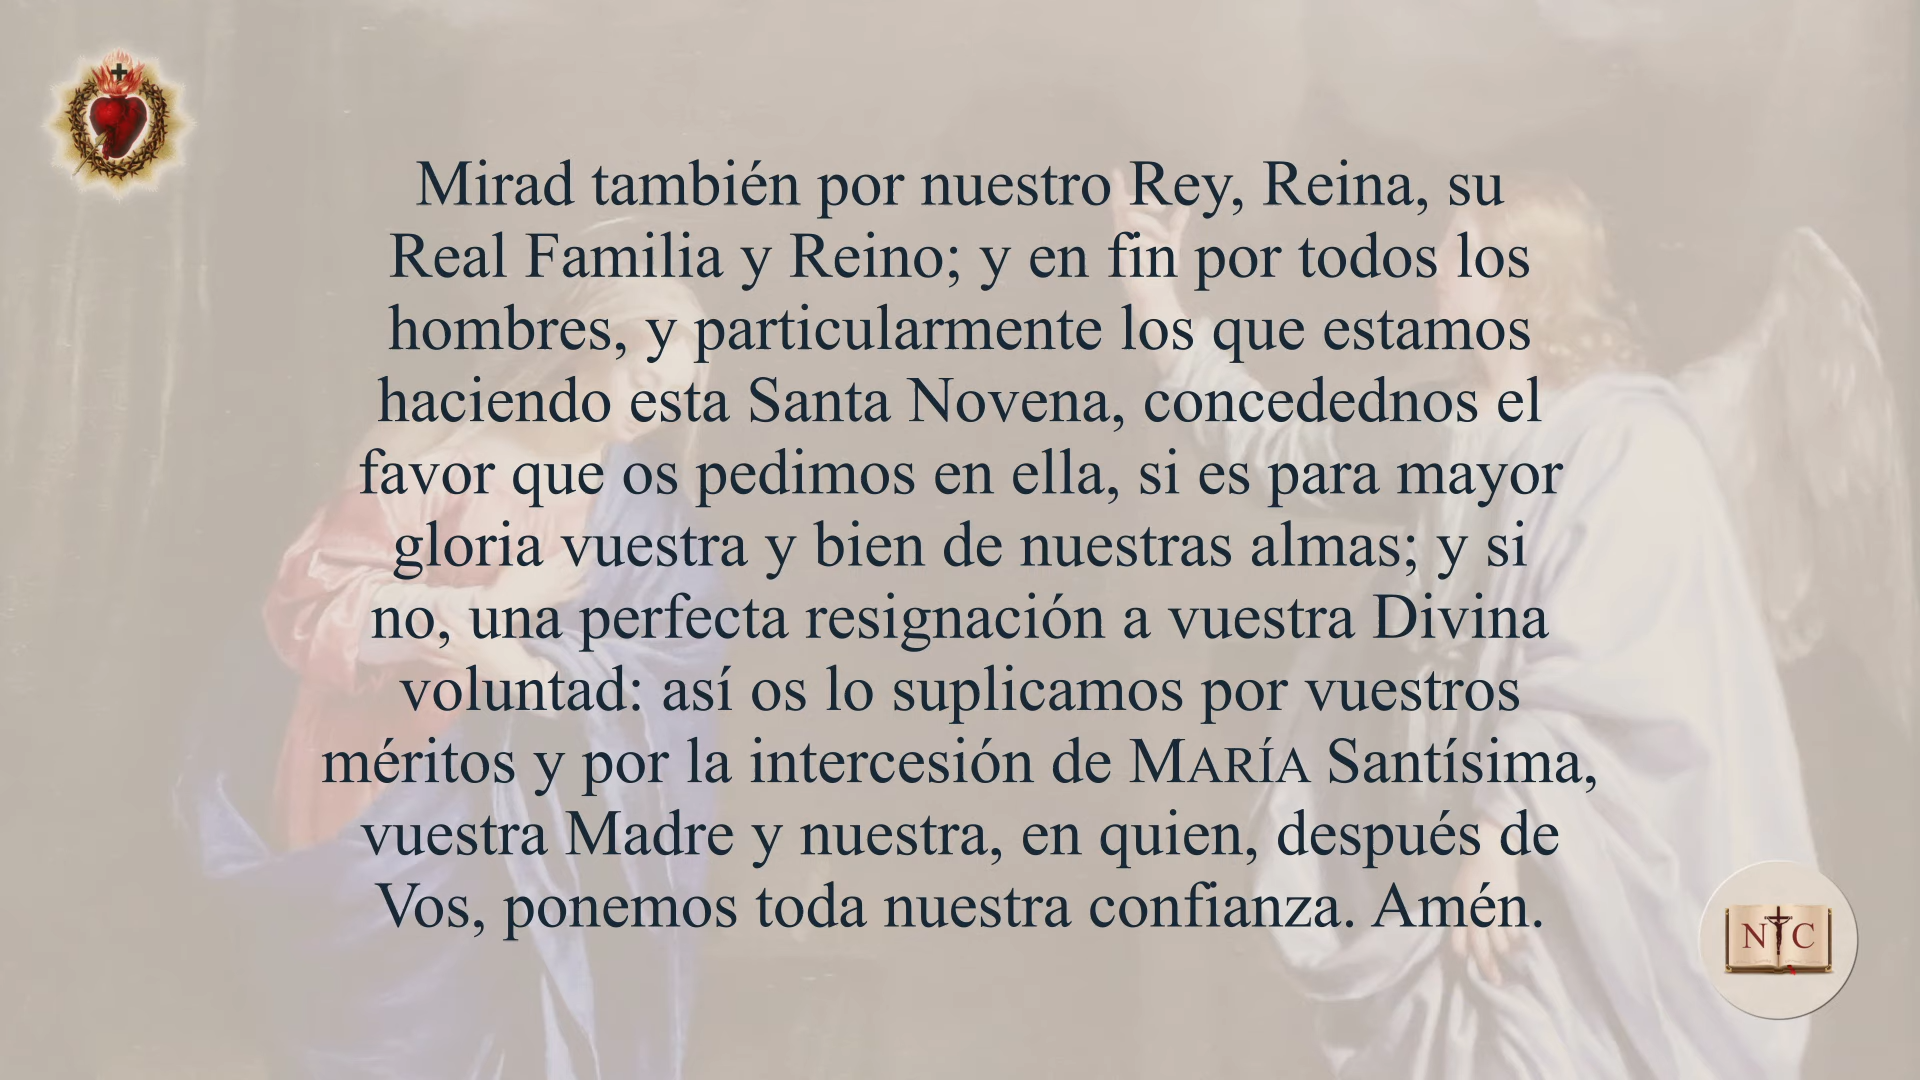 Mirad también por nuestro Rey, Reina, su
Real Familia y Reino; y en fin por todos los
hombres, y particularmente los que estamos
haciendo esta Santa Novena, concedednos el
favor que os pedimos en ella, si es para mayor
gloria vuestra y bien de nuestras almas; y si
no, una perfecta resignación a vuestra Divina
voluntad: así os lo suplicamos por vuestros
méritos y por la intercesión de MARÍA Santísima,
vuestra Madre y nuestra, en quien, después de
Vos, ponemos toda nuestra confianza. Amén.
N C